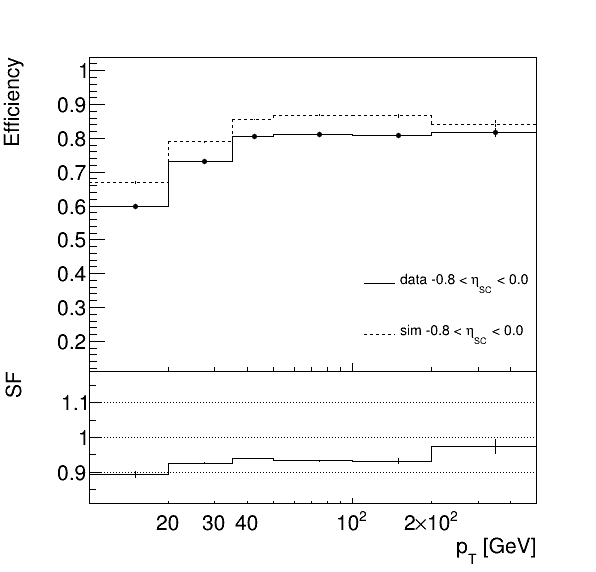 Efficiency
1
0.9
0.8
0.7
0.6
0.5
0.4
0.3
0.2
data -0.8 < η_SC < 0.0
sim -0.8 < η_SC < 0.0
SF
1.1
1
0.9
20 30 40 10² 2×10²
p_T [GeV]